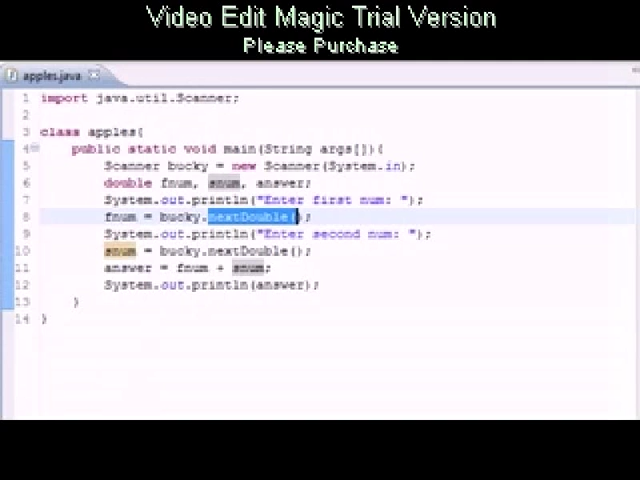 Video Edit Magic Trial Version
Please Purchase
apples.java
1 import java.util.Scanner;
2
3 class apples{
4 public static void main(String args[]){
5 Scanner bucky = new Scanner(System.in);
6 double fnum, snum, answer;
7 System.out.println("Enter first num: ");
8 fnum = bucky.nextDouble();
9 System.out.println("Enter second num: ");
10 snum = bucky.nextDouble();
11 answer = fnum + snum;
12 System.out.println(answer);
13 }
14 }